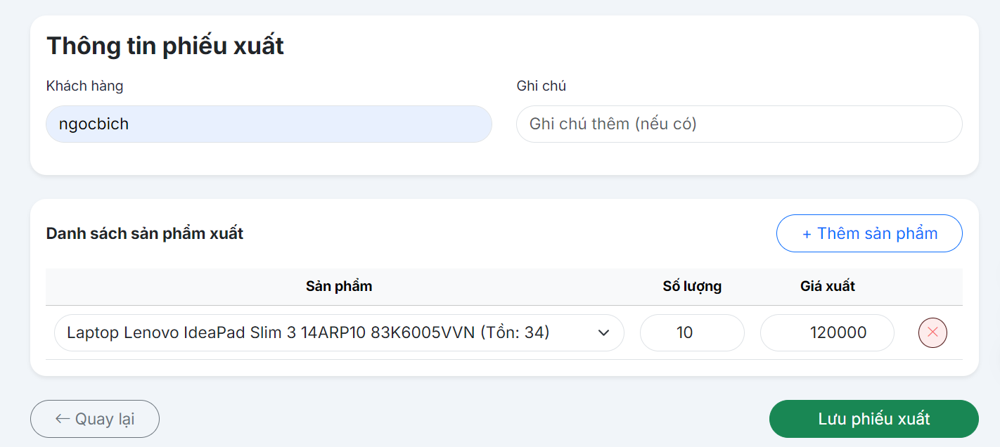 Thông tin phiếu xuất
Khách hàng
Ghi chú
ngocbich
Ghi chú thêm (nếu có)
Danh sách sản phẩm xuất
+ Thêm sản phẩm
Sản phẩm
Số lượng
Giá xuất
Laptop Lenovo IdeaPad Slim 3 14ARP10 83K6005VVN (Tồn: 34)
10
120000
← Quay lại
Lưu phiếu xuất